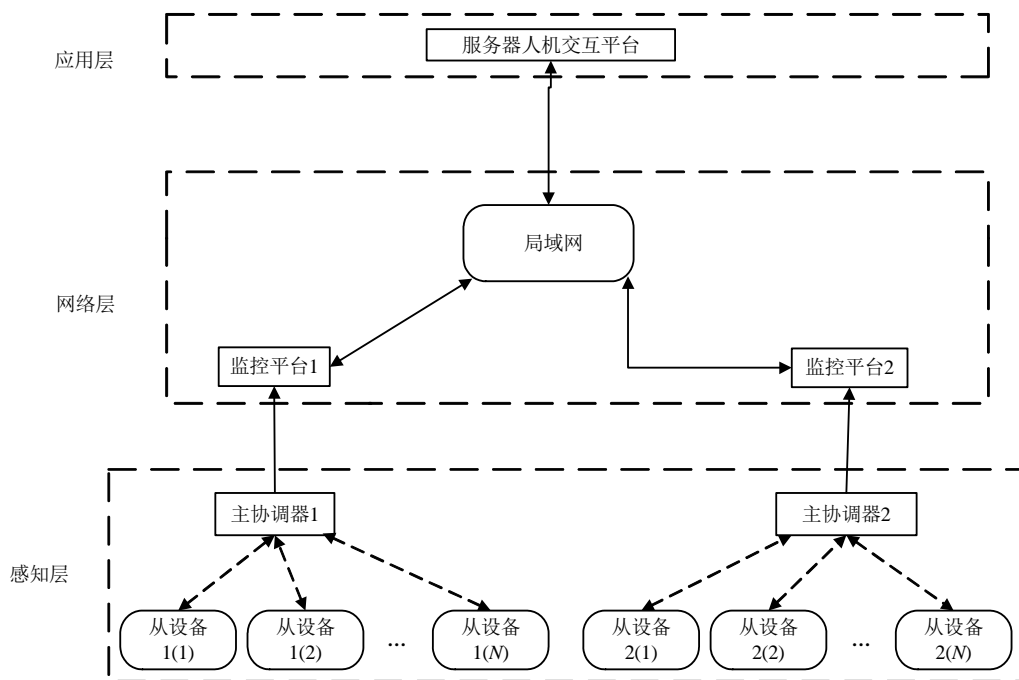 应用层
服务器人机交互平台
局域网
网络层
监控平台1
监控平台2
主协调器1
主协调器2
感知层
从设备
1(1)
从设备
1(2)
...
从设备
1(N)
从设备
2(1)
从设备
2(2)
...
从设备
2(N)